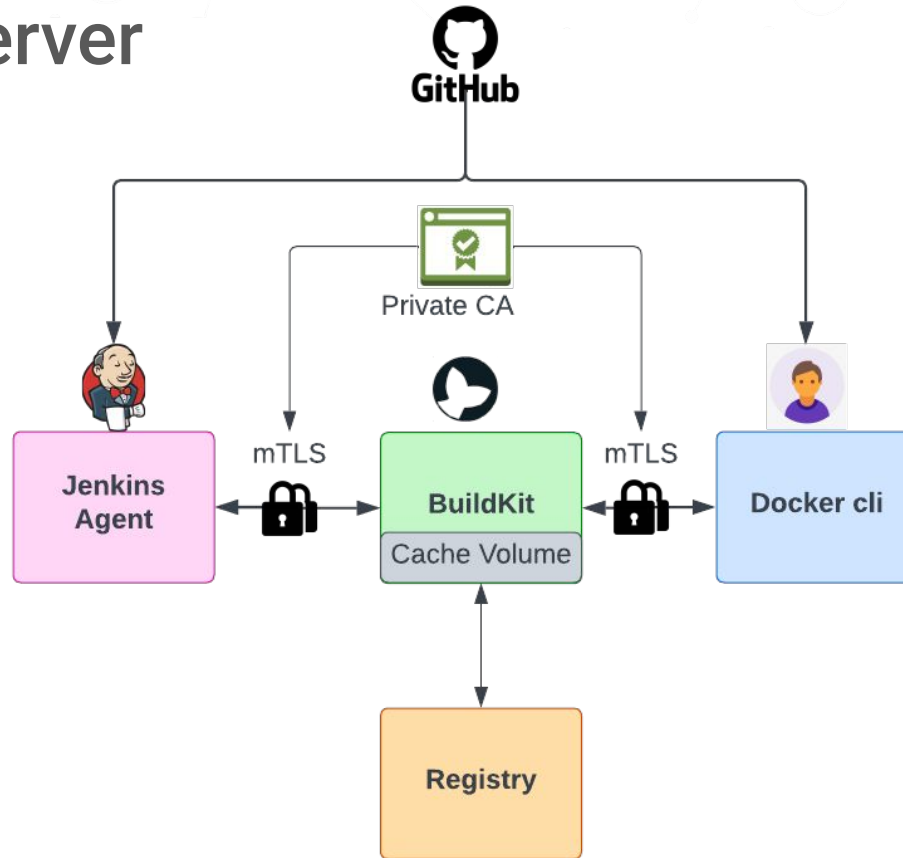 erver
GitHub
Private CA
mTLS
mTLS
Jenkins
Agent
BuildKit
Docker cli
Cache Volume
Registry